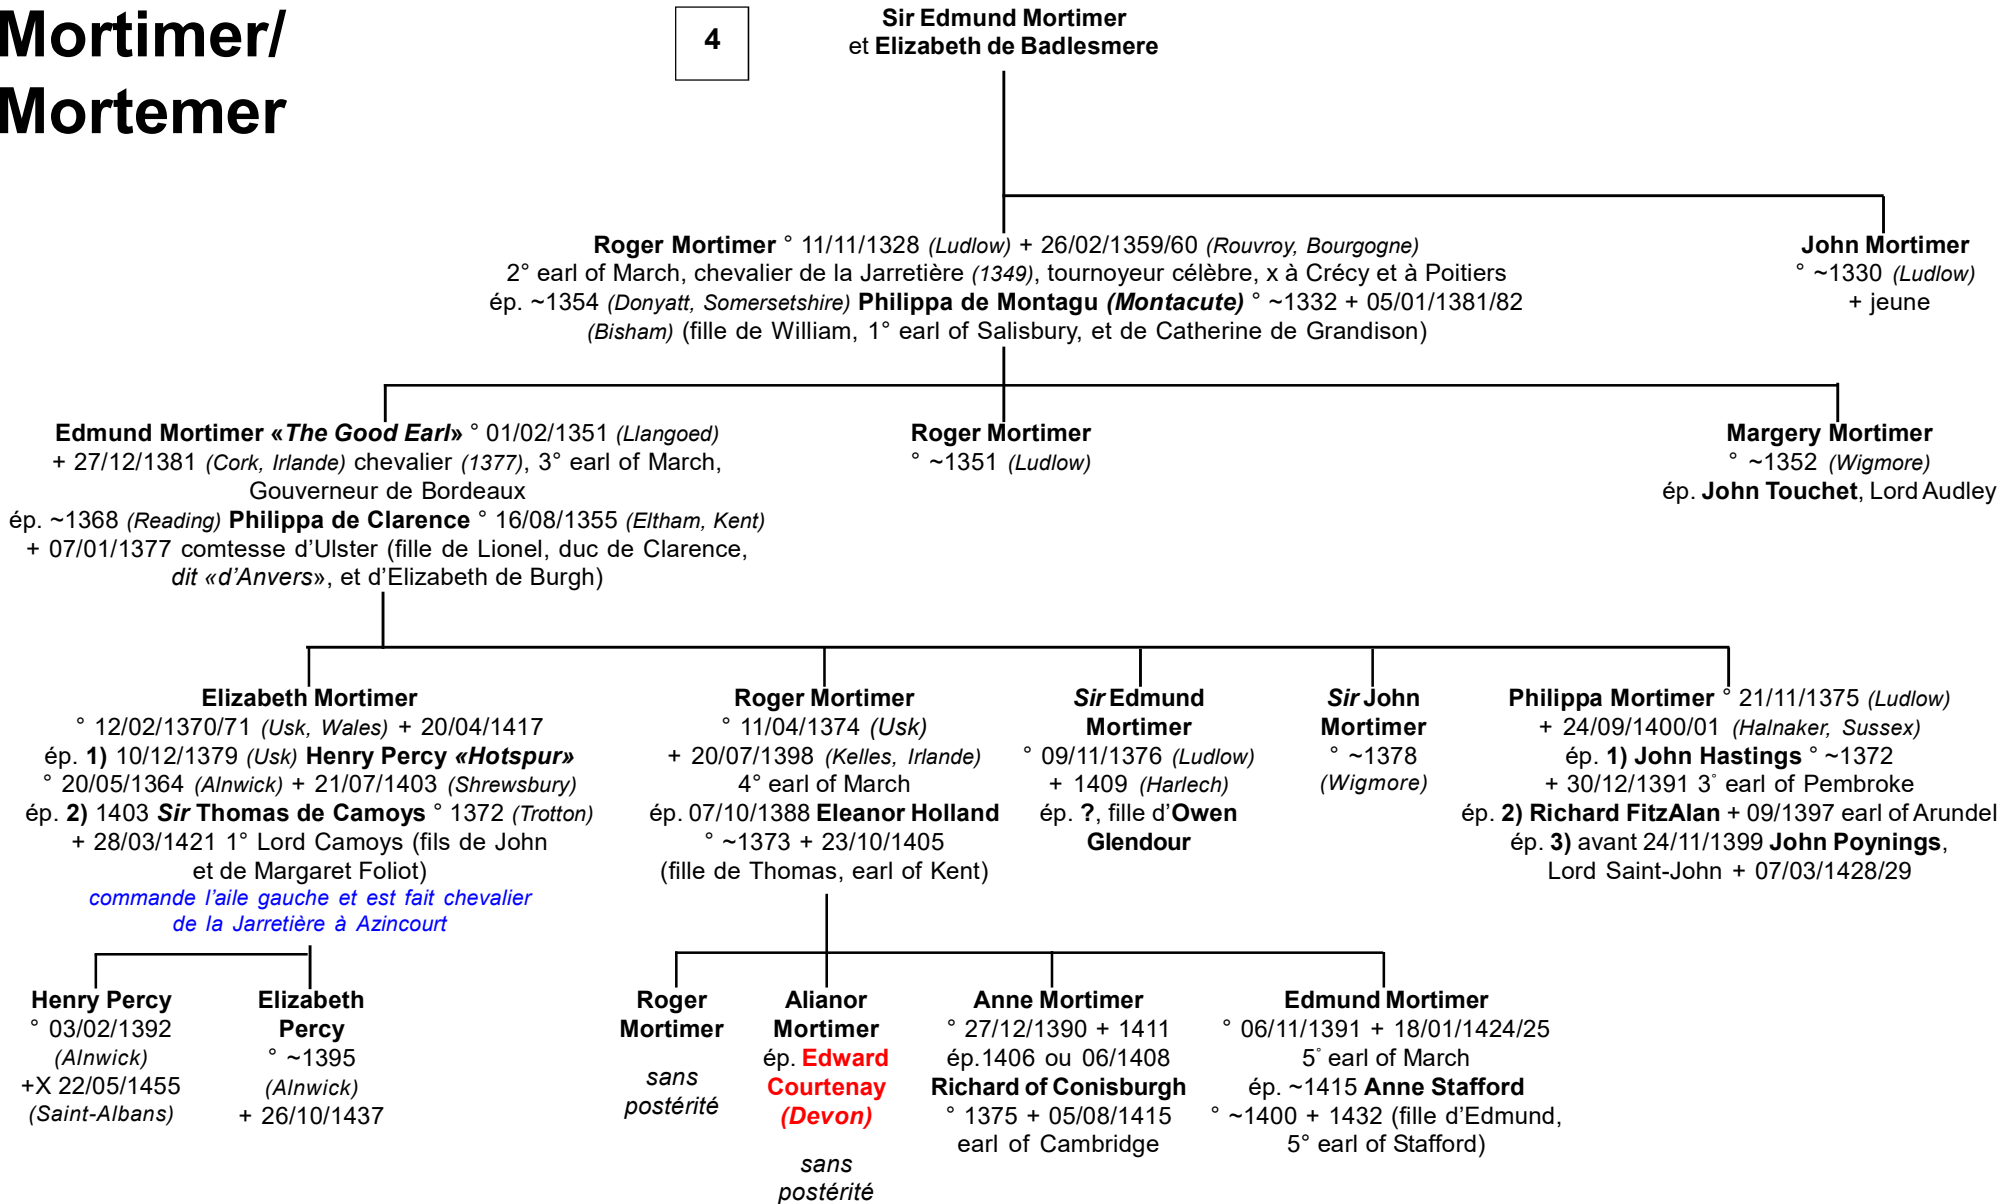 Mortimer/
Mortemer
4
Sir Edmund Mortimer
et Elizabeth de Badlesmere
Roger Mortimer ° 11/11/1328 (Ludlow) + 26/02/1359/60 (Rouvroy, Bourgogne)
2° earl of March, chevalier de la Jarretière (1349), tournoyeur célèbre, x à Crécy et à Poitiers
ép. ~1354 (Donyatt, Somersetshire) Philippa de Montagu (Montacute) ° ~1332 + 05/01/1381/82
(Bisham) (fille de William, 1° earl of Salisbury, et de Catherine de Grandison)
John Mortimer
° ~1330 (Ludlow)
+ jeune
Edmund Mortimer «The Good Earl» ° 01/02/1351 (Llangoed)
+ 27/12/1381 (Cork, Irlande) chevalier (1377), 3° earl of March,
Gouverneur de Bordeaux
ép. ~1368 (Reading) Philippa de Clarence ° 16/08/1355 (Eltham, Kent)
+ 07/01/1377 comtesse d’Ulster (fille de Lionel, duc de Clarence,
dit «d’Anvers», et d’Elizabeth de Burgh)
Roger Mortimer
° ~1351 (Ludlow)
Margery Mortimer
° ~1352 (Wigmore)
ép. John Touchet, Lord Audley
Elizabeth Mortimer
° 12/02/1370/71 (Usk, Wales) + 20/04/1417
ép. 1) 10/12/1379 (Usk) Henry Percy «Hotspur»
° 20/05/1364 (Alnwick) + 21/07/1403 (Shrewsbury)
ép. 2) 1403 Sir Thomas de Camoys ° 1372 (Trotton)
+ 28/03/1421 1° Lord Camoys (fils de John
et de Margaret Foliot)
commande l’aile gauche et est fait chevalier
de la Jarretière à Azincourt
Roger Mortimer
° 11/04/1374 (Usk)
+ 20/07/1398 (Kelles, Irlande)
4° earl of March
ép. 07/10/1388 Eleanor Holland
° ~1373 + 23/10/1405
(fille de Thomas, earl of Kent)
Sir Edmund
Mortimer
° 09/11/1376 (Ludlow)
+ 1409 (Harlech)
ép. ?, fille d’Owen
Glendour
Sir John
Mortimer
° ~1378
(Wigmore)
Philippa Mortimer ° 21/11/1375 (Ludlow)
+ 24/09/1400/01 (Halnaker, Sussex)
ép. 1) John Hastings ° ~1372
+ 30/12/1391 3° earl of Pembroke
ép. 2) Richard FitzAlan + 09/1397 earl of Arundel
ép. 3) avant 24/11/1399 John Poynings,
Lord Saint-John + 07/03/1428/29
Henry Percy
° 03/02/1392
(Alnwick)
+X 22/05/1455
(Saint-Albans)
Elizabeth
Percy
° ~1395
(Alnwick)
+ 26/10/1437
Roger
Mortimer
sans
postérité
Alianor
Mortimer
ép. Edward
Courtenay
(Devon)
sans
postérité
Anne Mortimer
° 27/12/1390 + 1411
ép.1406 ou 06/1408
Richard of Conisburgh
° 1375 + 05/08/1415
earl of Cambridge
Edmund Mortimer
° 06/11/1391 + 18/01/1424/25
5° earl of March
ép. ~1415 Anne Stafford
° ~1400 + 1432 (fille d’Edmund,
5° earl of Stafford)